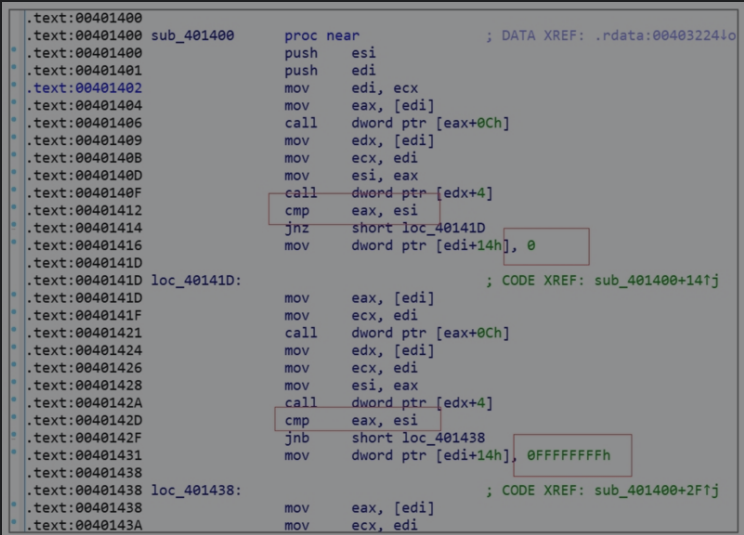 .text:00401400
.text:00401400 sub_401400 proc near ; DATA XREF: .rdata:00403224↓o
.text:00401400 push esi
.text:00401401 push edi
.text:00401402 mov edi, ecx
.text:00401404 mov eax, [edi]
.text:00401406 call dword ptr [eax+0Ch]
.text:00401409 mov edx, [edi]
.text:0040140B mov ecx, edi
.text:0040140D mov esi, eax
.text:0040140F call dword ptr [edx+4]
.text:00401412 cmp eax, esi
.text:00401414 jnz short loc_40141D
.text:00401416 mov dword ptr [edi+14h], 0
.text:0040141D
.text:0040141D loc_40141D: ; CODE XREF: sub_401400+14↑j
.text:0040141D mov eax, [edi]
.text:0040141F mov ecx, edi
.text:00401421 call dword ptr [eax+0Ch]
.text:00401424 mov edx, [edi]
.text:00401426 mov ecx, edi
.text:00401428 mov esi, eax
.text:0040142A call dword ptr [edx+4]
.text:0040142D cmp eax, esi
.text:0040142F jnb short loc_401438
.text:00401431 mov dword ptr [edi+14h], 0FFFFFFFFh
.text:00401438
.text:00401438 loc_401438: ; CODE XREF: sub_401400+2F↑j
.text:00401438 mov eax, [edi]
.text:0040143A mov ecx, edi